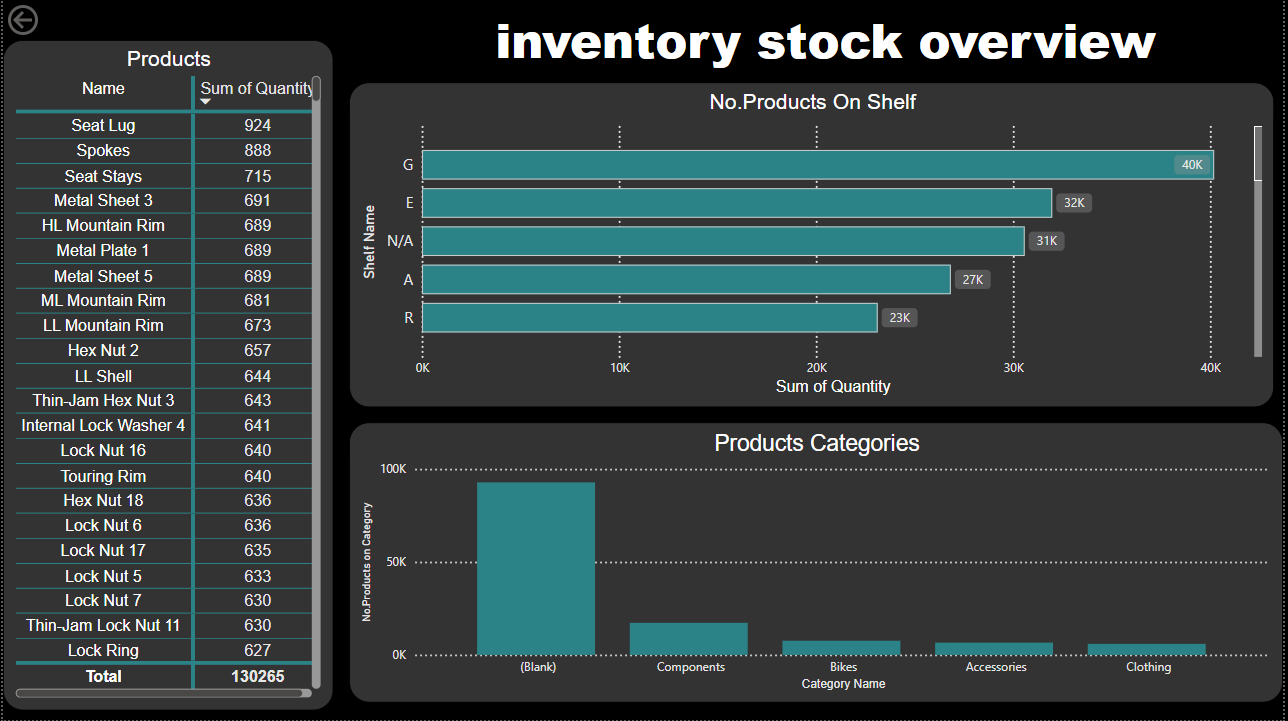 inventory stock overview
Products
Name Sum of Quantity
Seat Lug 924
Spokes 888
Seat Stays 715
Metal Sheet 3 691
HL Mountain Rim 689
Metal Plate 1 689
Metal Sheet 5 689
ML Mountain Rim 681
LL Mountain Rim 673
Hex Nut 2 657
LL Shell 644
Thin-Jam Hex Nut 3 643
Internal Lock Washer 4 641
Lock Nut 16 640
Touring Rim 640
Hex Nut 18 636
Lock Nut 6 636
Lock Nut 17 635
Lock Nut 5 633
Lock Nut 7 630
Thin-Jam Lock Nut 11 630
Lock Ring 627
Total 130265
No.Products On Shelf
Shelf Name
G 40K
E 32K
N/A 31K
A 27K
R 23K
0K 10K 20K 30K 40K
Sum of Quantity
Products Categories
No.Products on Category
100K
50K
0K
(Blank) Components Bikes Accessories Clothing
Category Name